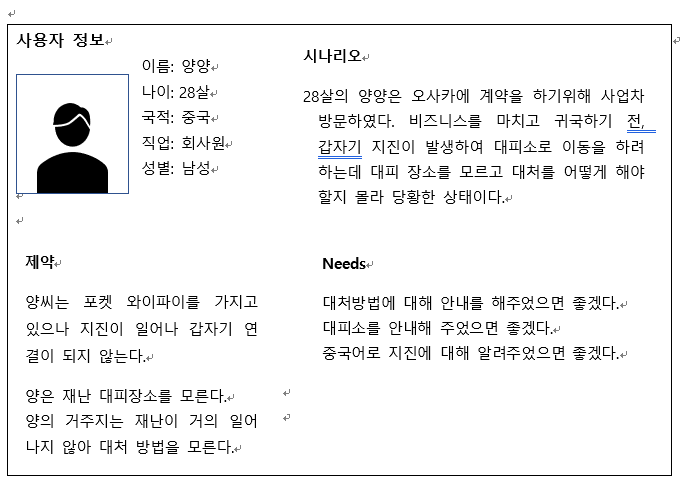 사용자 정보
이름: 양양
나이: 28살
국적: 중국
직업: 회사원
성별: 남성
시나리오
28살의 양양은 오사카에 계약을 하기위해 사업차
방문하였다. 비즈니스를 마치고 귀국하기 전,
갑자기 지진이 발생하여 대피소로 이동을 하려
하는데 대피 장소를 모르고 대처를 어떻게 해야
할지 몰라 당황한 상태이다.
제약
양씨는 포켓 와이파이를 가지고
있으나 지진이 일어나 갑자기 연
결이 되지 않는다.
양은 재난 대피장소를 모른다.
양의 거주지는 재난이 거의 일어
나지 않아 대처 방법을 모른다.
Needs
대처방법에 대해 안내를 해주었으면 좋겠다.
대피소를 안내해 주었으면 좋겠다.
중국어로 지진에 대해 알려주었으면 좋겠다.